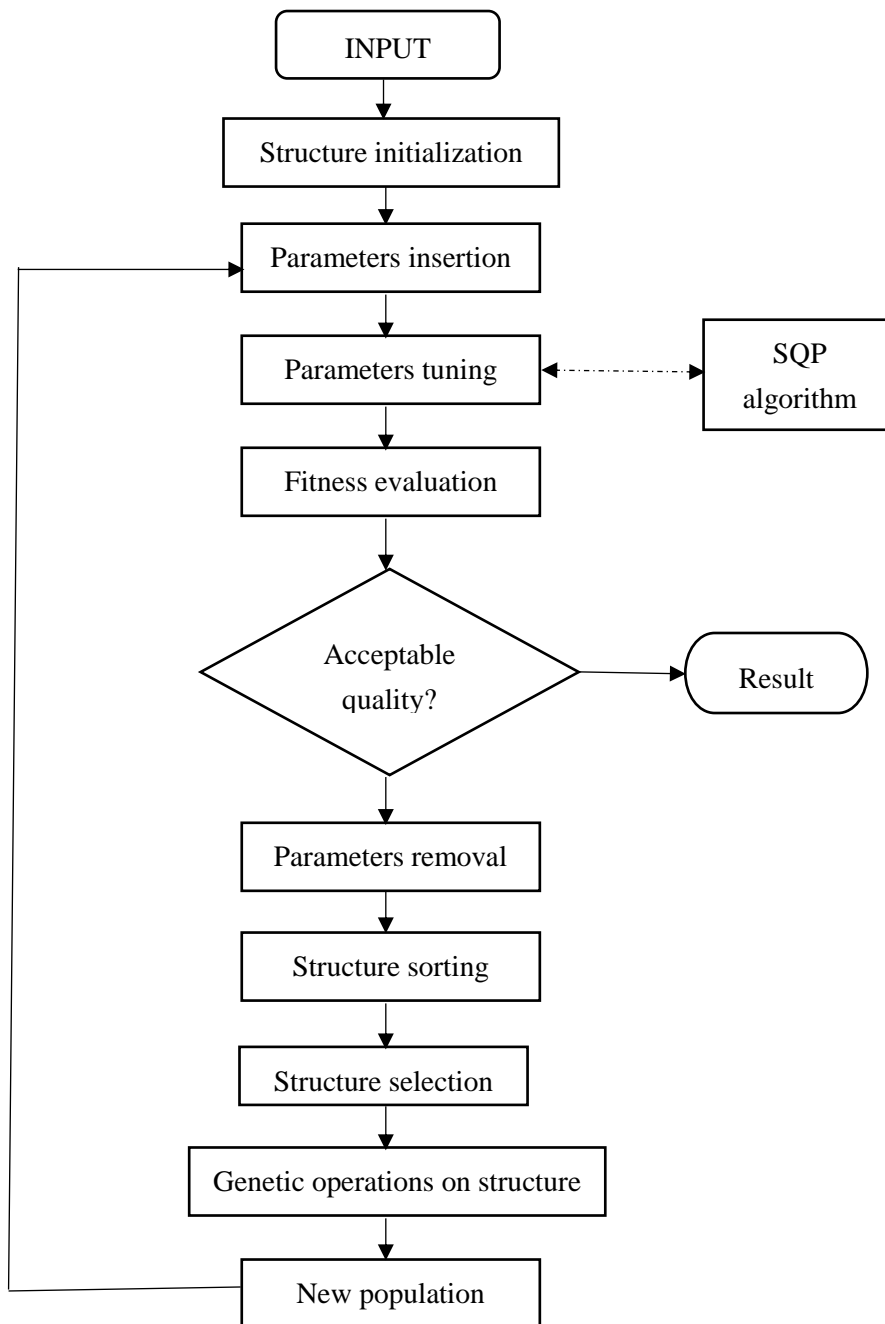 INPUT
Structure initialization
Parameters insertion
Parameters tuning
SQP
algorithm
Fitness evaluation
Acceptable
quality?
Result
Parameters removal
Structure sorting
Structure selection
Genetic operations on structure
New population